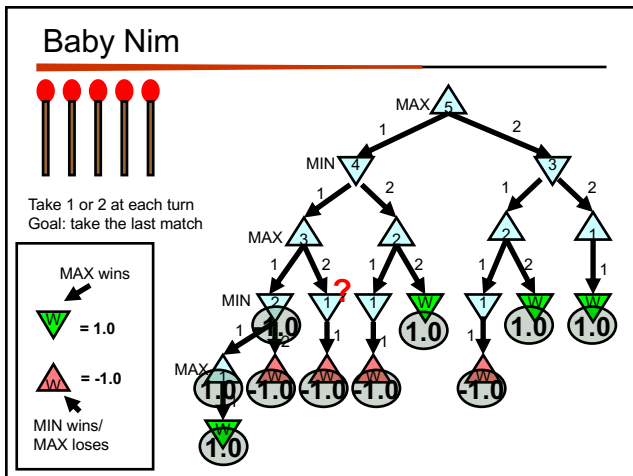 Baby Nim
MAX 5
1 2
MIN 4 3
Take 1 or 2 at each turn
Goal: take the last match
1 2 1 2
MAX 3 2 2 1
1 2 1 2 1 2 1
MIN 2 1 ? 1 W 1 W W
1.0 1.0 1.0 1.0
1 2 1 1 1
MAX 1 W W W W
1.0 -1.0 -1.0 -1.0 -1.0
1
W
1.0
MAX wins
W = 1.0
W = -1.0
MIN wins/
MAX loses